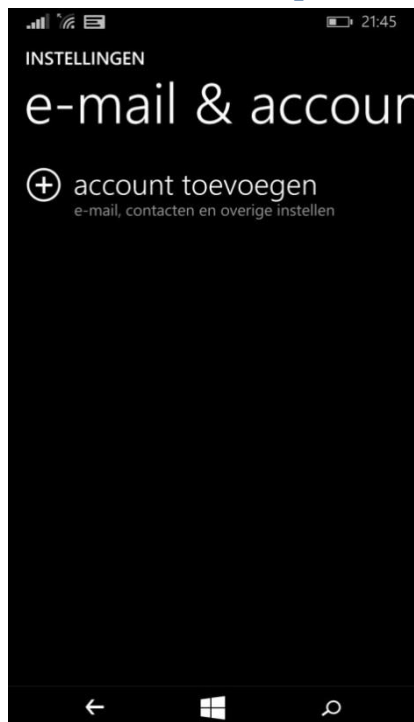 21:45
INSTELLINGEN
e-mail & accour
account toevoegen
e-mail, contacten en overige instellen